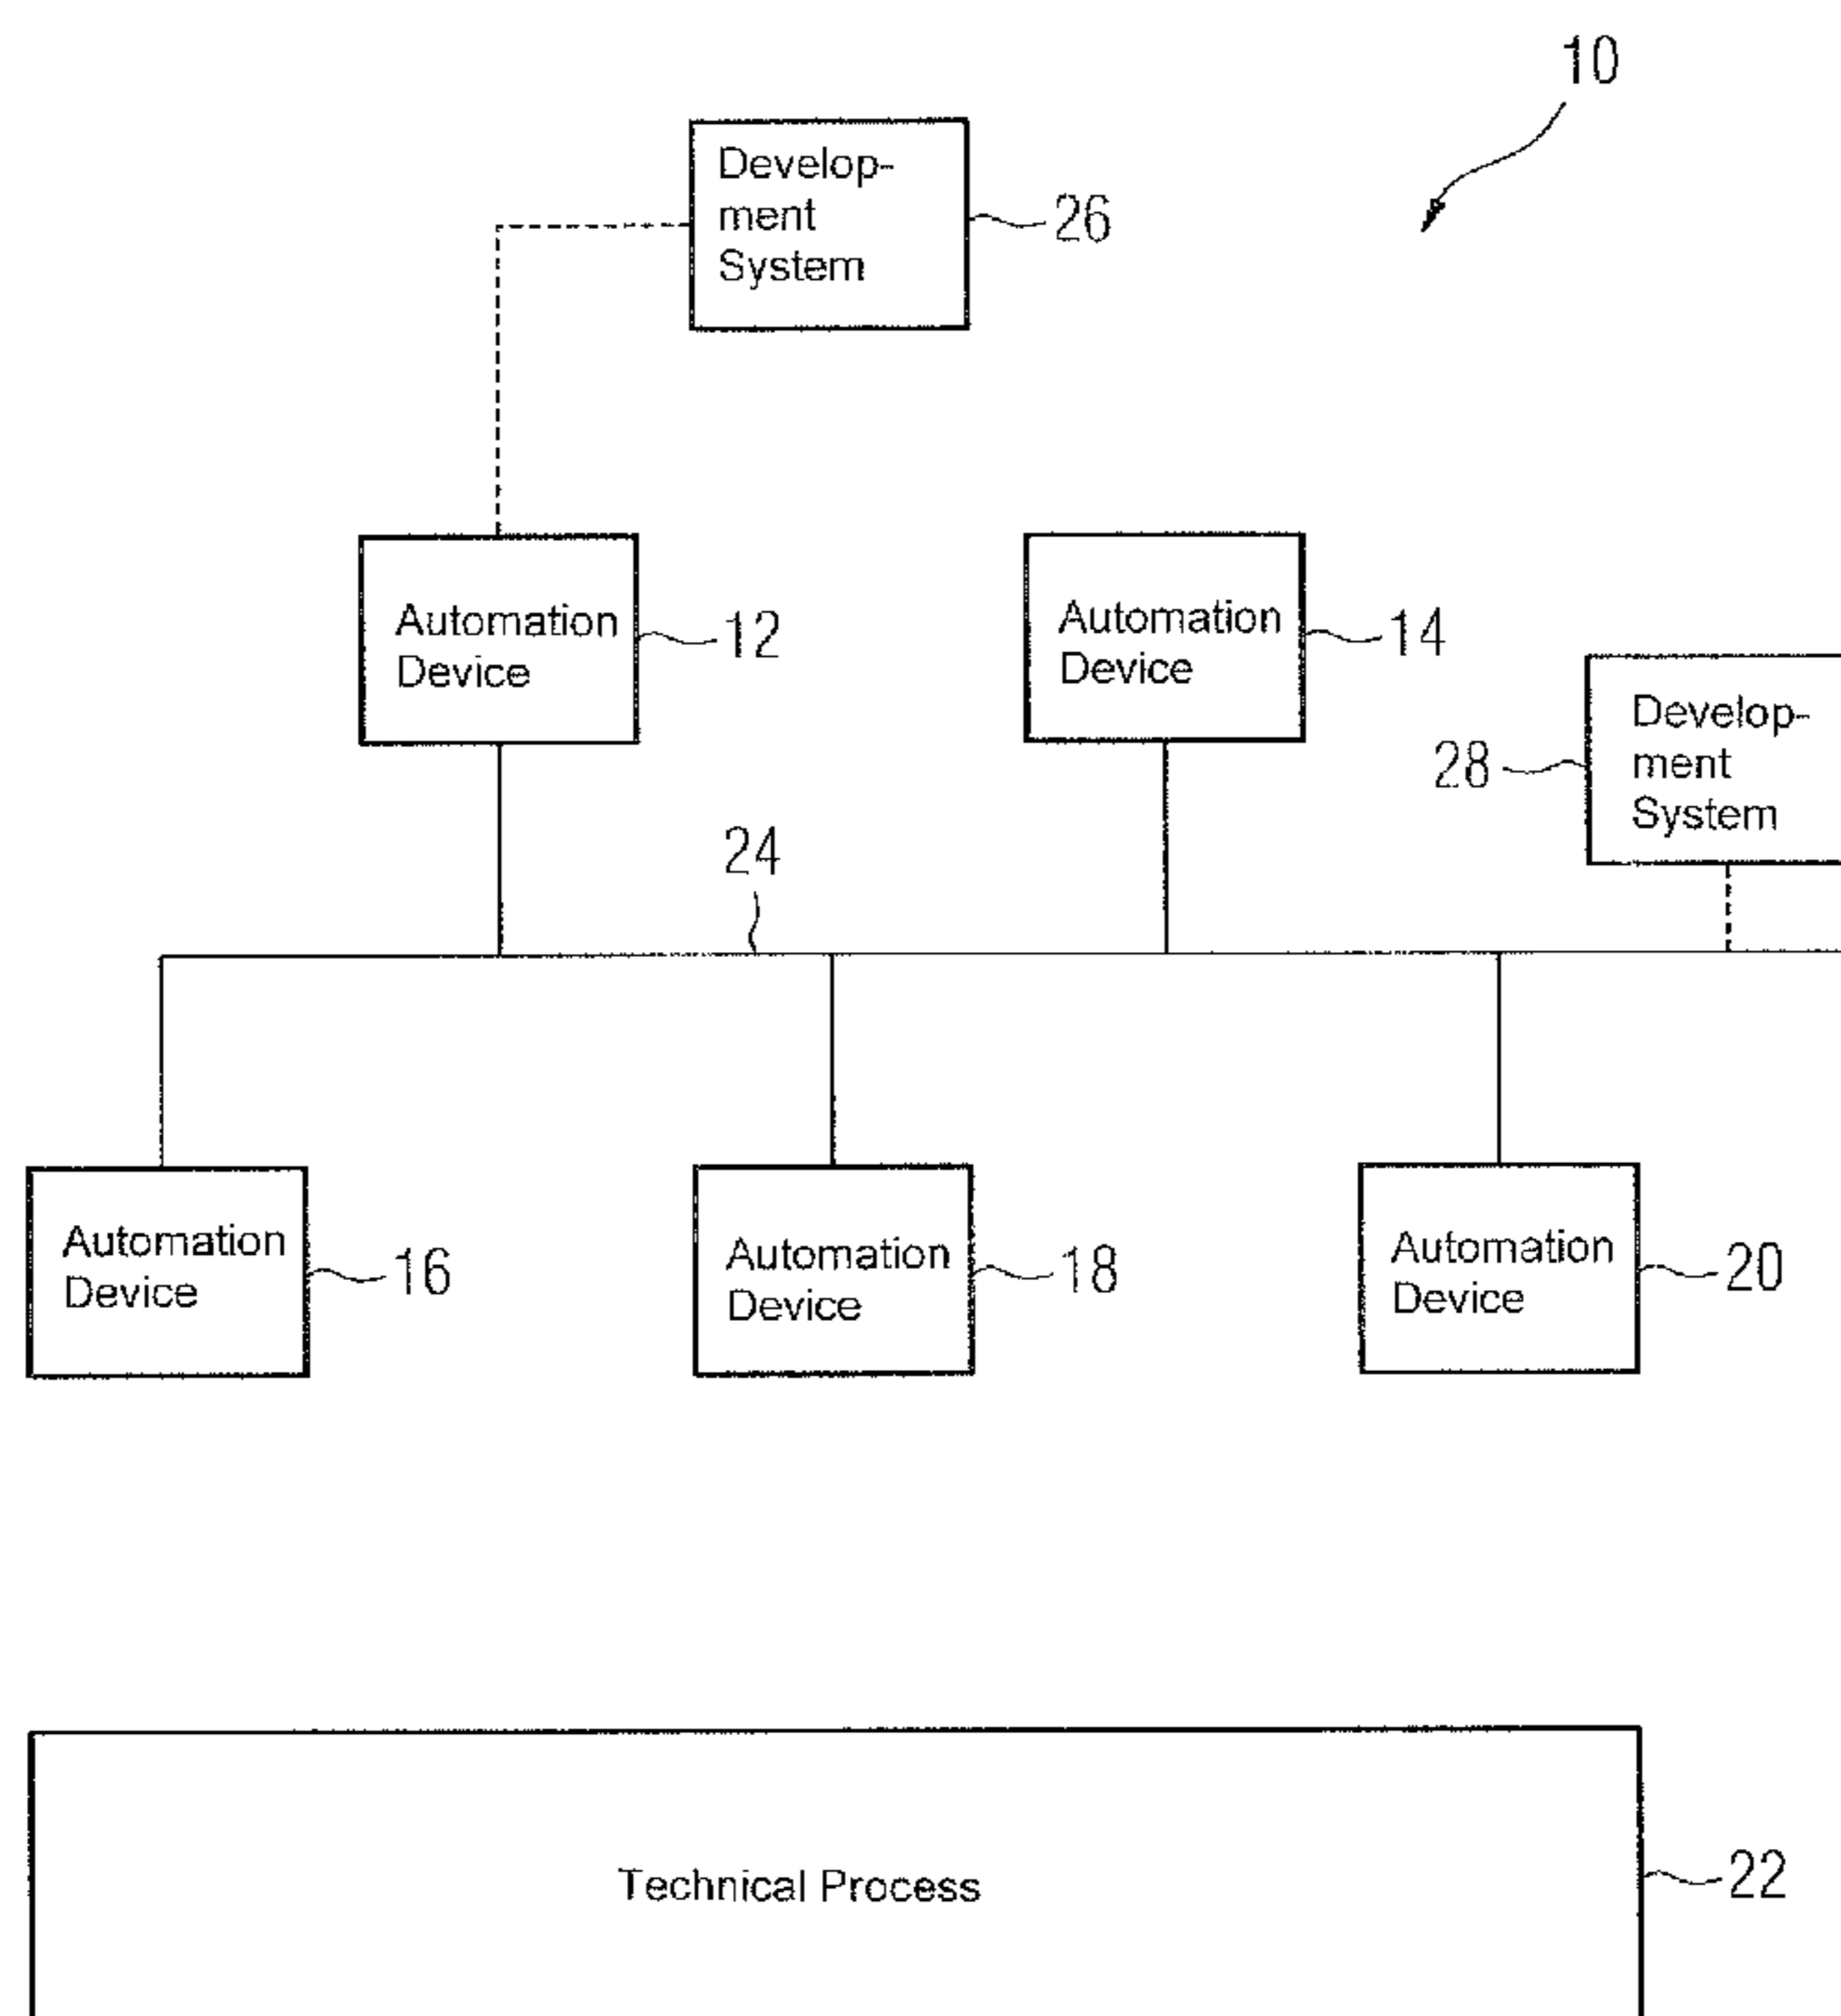 10
Develop-
ment
System
26
Automation
Device
12
Automation
Device
14
Develop-
ment
System
28
24
Automation
Device
16
Automation
Device
18
Automation
Device
20
Technical Process
22